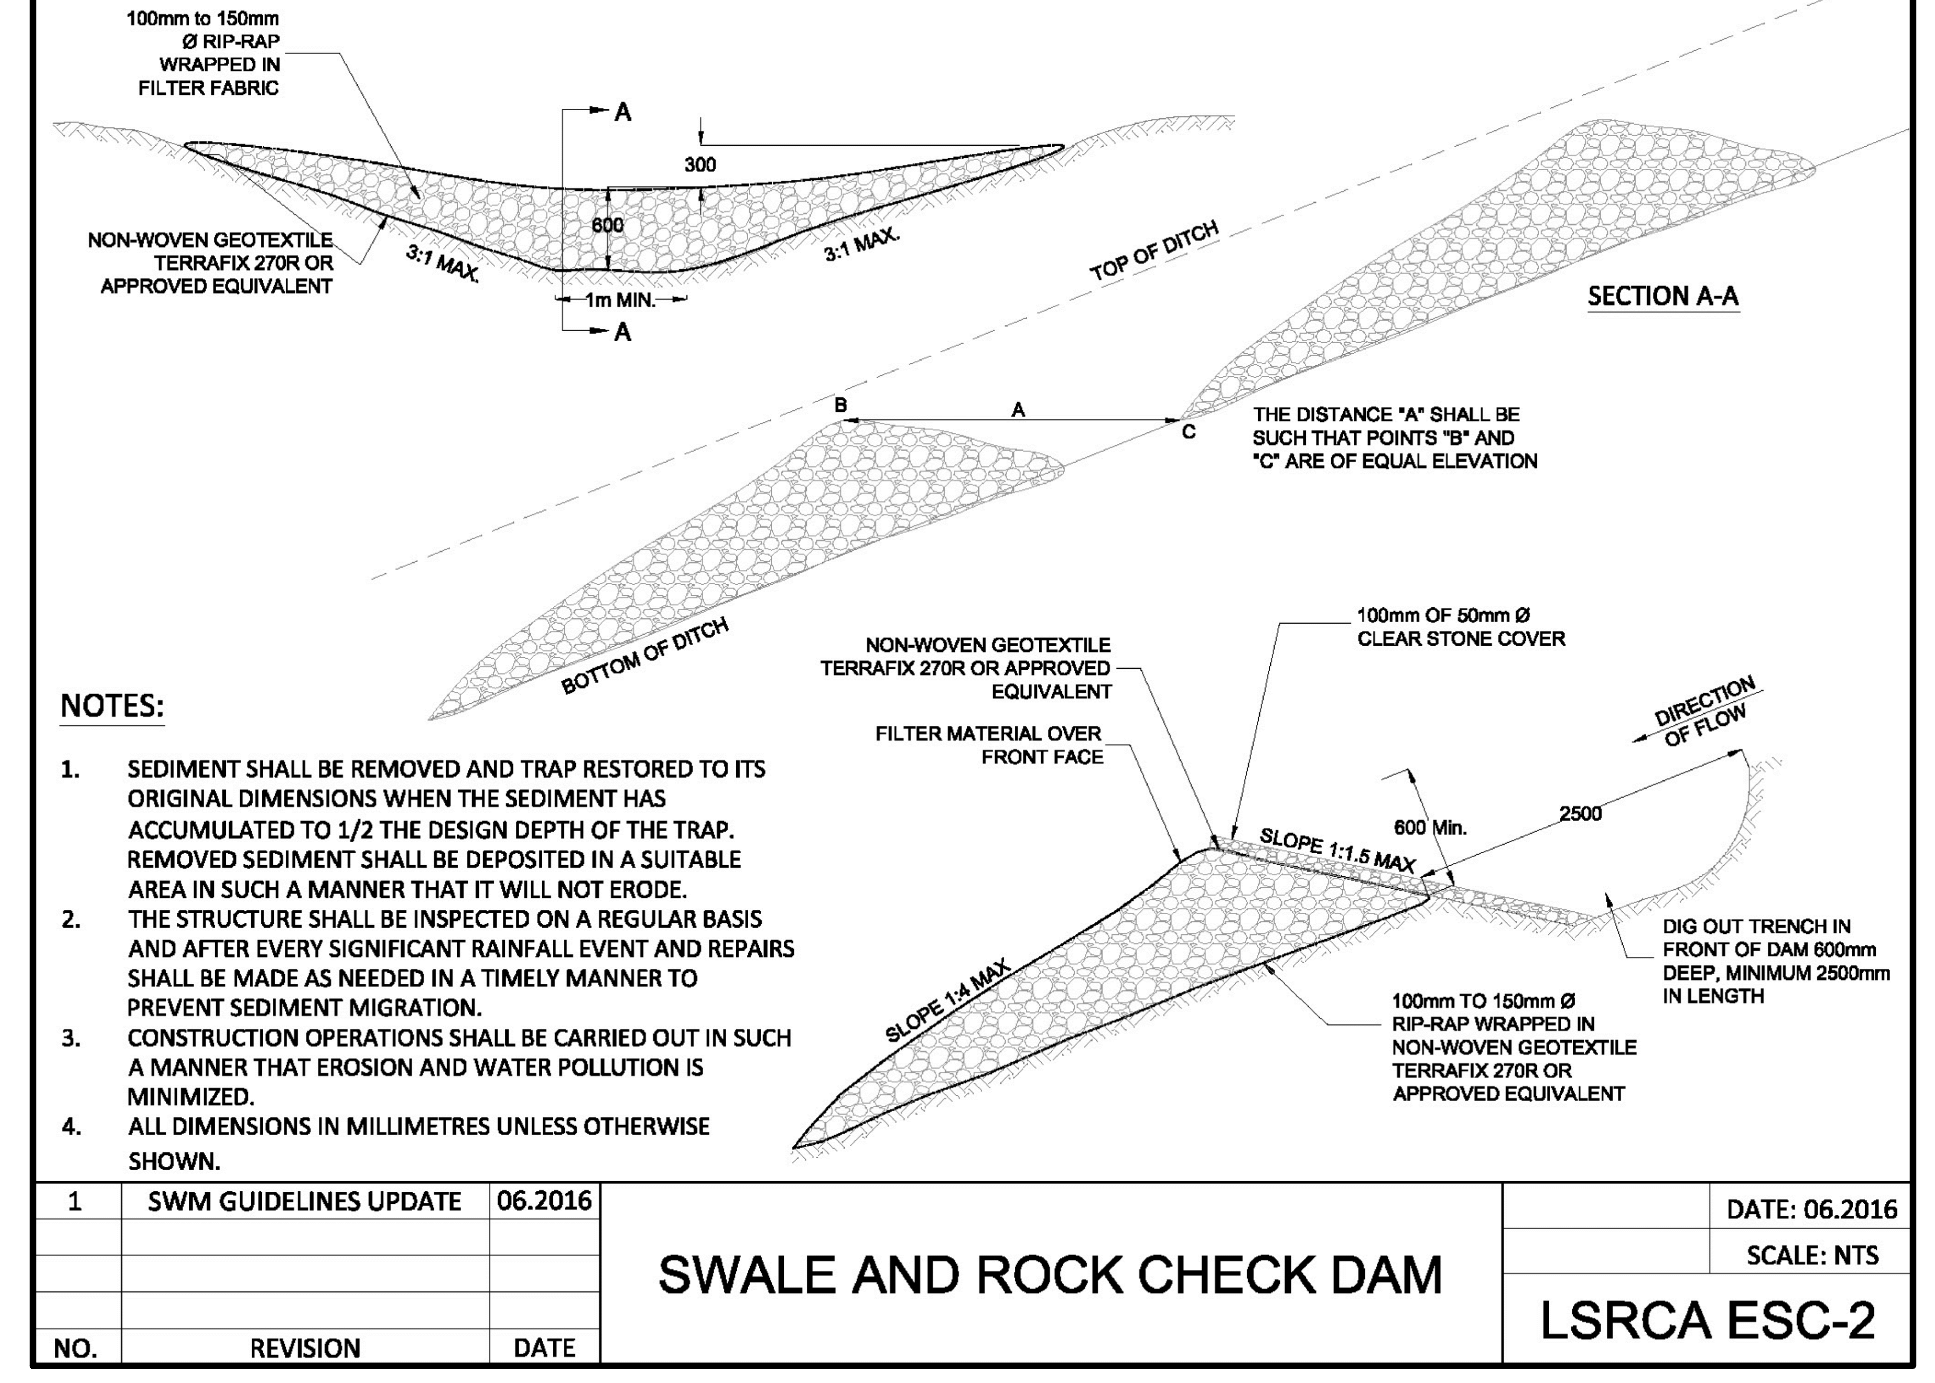 100mm to 150mm
Ø RIP-RAP
WRAPPED IN
FILTER FABRIC
A
300
600
NON-WOVEN GEOTEXTILE
TERRAFIX 270R OR
APPROVED EQUIVALENT
3:1 MAX.
3:1 MAX.
1m MIN.
A
TOP OF DITCH
SECTION A-A
B
A
C
THE DISTANCE "A" SHALL BE
SUCH THAT POINTS "B" AND
"C" ARE OF EQUAL ELEVATION
BOTTOM OF DITCH
100mm OF 50mm Ø
CLEAR STONE COVER
NON-WOVEN GEOTEXTILE
TERRAFIX 270R OR APPROVED
EQUIVALENT
FILTER MATERIAL OVER
FRONT FACE
DIRECTION
OF FLOW
2500
600 Min.
SLOPE 1:1.5 MAX
SLOPE 1:4 MAX
DIG OUT TRENCH IN
FRONT OF DAM 600mm
DEEP, MINIMUM 2500mm
IN LENGTH
100mm TO 150mm Ø
RIP-RAP WRAPPED IN
NON-WOVEN GEOTEXTILE
TERRAFIX 270R OR
APPROVED EQUIVALENT
NOTES:
1. SEDIMENT SHALL BE REMOVED AND TRAP RESTORED TO ITS
ORIGINAL DIMENSIONS WHEN THE SEDIMENT HAS
ACCUMULATED TO 1/2 THE DESIGN DEPTH OF THE TRAP.
REMOVED SEDIMENT SHALL BE DEPOSITED IN A SUITABLE
AREA IN SUCH A MANNER THAT IT WILL NOT ERODE.
2. THE STRUCTURE SHALL BE INSPECTED ON A REGULAR BASIS
AND AFTER EVERY SIGNIFICANT RAINFALL EVENT AND REPAIRS
SHALL BE MADE AS NEEDED IN A TIMELY MANNER TO
PREVENT SEDIMENT MIGRATION.
3. CONSTRUCTION OPERATIONS SHALL BE CARRIED OUT IN SUCH
A MANNER THAT EROSION AND WATER POLLUTION IS
MINIMIZED.
4. ALL DIMENSIONS IN MILLIMETRES UNLESS OTHERWISE
SHOWN.
1 SWM GUIDELINES UPDATE 06.2016
NO. REVISION DATE
SWALE AND ROCK CHECK DAM
DATE: 06.2016
SCALE: NTS
LSRCA ESC-2